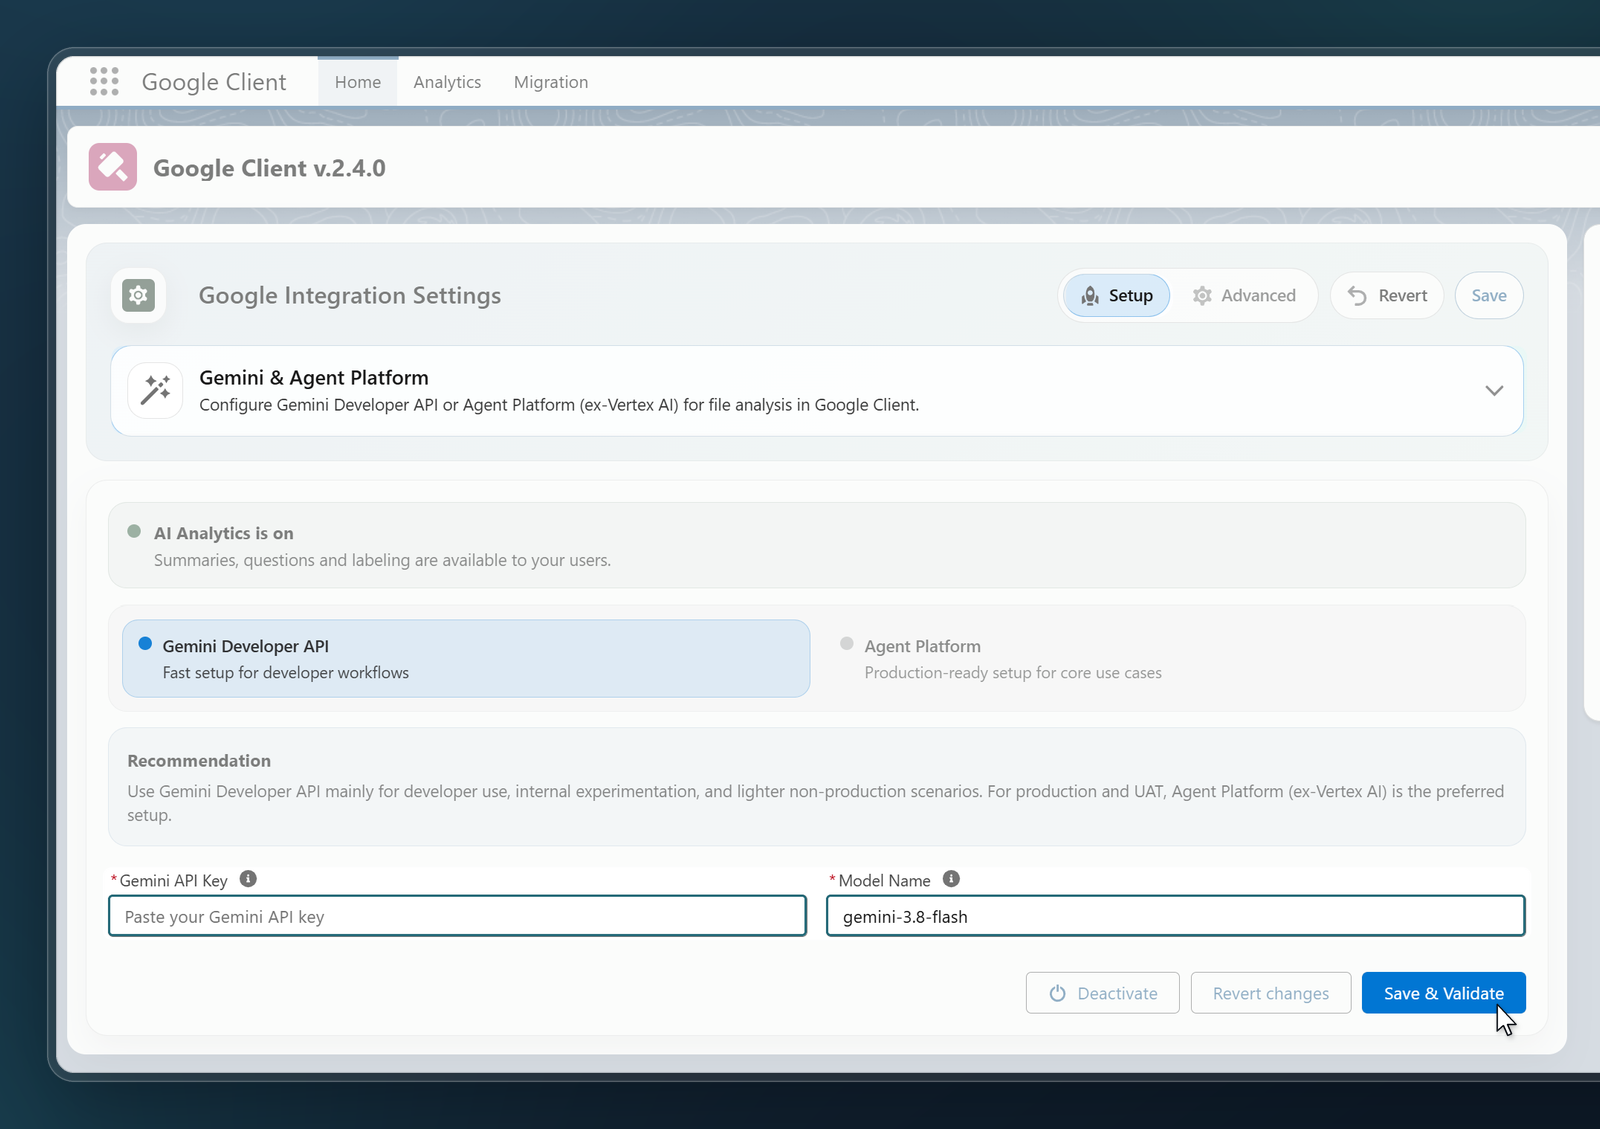 Google Client
Home
Analytics
Migration
Google Client v.2.4.0
Google Integration Settings
Setup
Advanced
Revert
Save
Gemini & Agent Platform
Configure Gemini Developer API or Agent Platform (ex-Vertex AI) for file analysis in Google Client.
AI Analytics is on
Summaries, questions and labeling are available to your users.
Gemini Developer API
Fast setup for developer workflows
Agent Platform
Production-ready setup for core use cases
Recommendation
Use Gemini Developer API mainly for developer use, internal experimentation, and lighter non-production scenarios. For production and UAT, Agent Platform (ex-Vertex AI) is the preferred
setup.
*Gemini API Key
*Model Name
Paste your Gemini API key
gemini-3.8-flash
Deactivate
Revert changes
Save & Validate